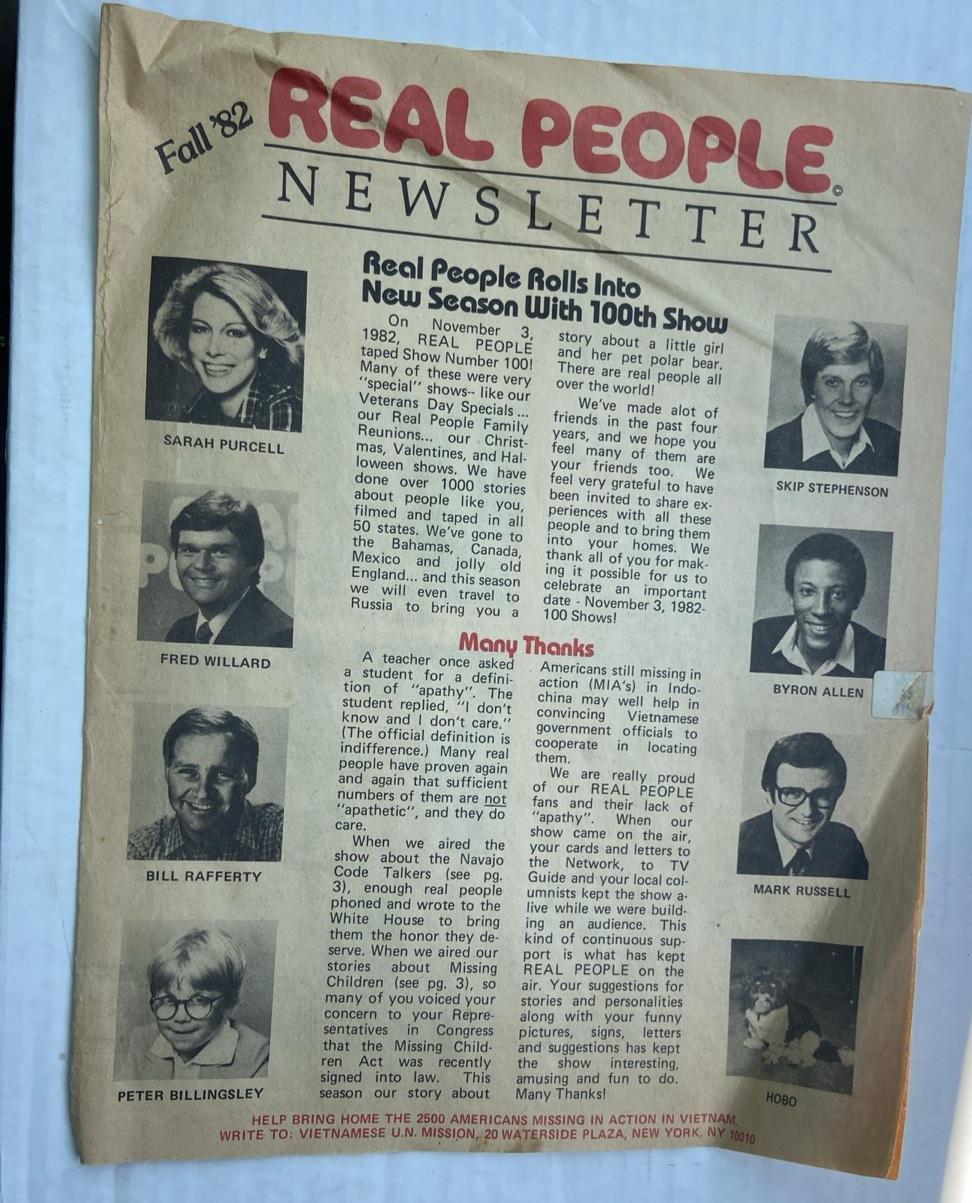 Fall '82
REAL PEOPLE
©
NEWSLETTER
Real People Rolls Into
New Season With 100th Show
On November 3,
1982, REAL PEOPLE
taped Show Number 100!
Many of these were very
"special" shows-- like our
Veterans Day Specials...
our Real People Family
Reunions... our Christ-
mas, Valentines, and Hal-
loween shows. We have
done over 1000 stories
about people like you,
filmed and taped in all
50 states. We've gone to
the Bahamas, Canada,
Mexico and jolly old
England... and this season
we will even travel to
Russia to bring you a
story about a little girl
and her pet polar bear.
There are real people all
over the world!
We've made alot of
friends in the past four
years, and we hope you
feel many of them are
your friends too. We
feel very grateful to have
been invited to share ex-
periences with all these
people and to bring them
into your homes. We
thank all of you for mak-
ing it possible for us to
celebrate an important
date - November 3, 1982-
100 Shows!
Many Thanks
A teacher once asked
a student for a defini-
tion of "apathy". The
student replied, "I don't
know and I don't care."
(The official definition is
indifference.) Many real
people have proven again
and again that sufficient
numbers of them are not
"apathetic", and they do
care.
When we aired the
show about the Navajo
Code Talkers (see pg.
3), enough real people
phoned and wrote to the
White House to bring
them the honor they de-
serve. When we aired our
stories about Missing
Children (see pg. 3), so
many of you voiced your
concern to your Repre-
sentatives in Congress
that the Missing Child-
ren Act was recently
signed into law. This
season our story about
Americans still missing in
action (MIA's) in Indo-
china may well help in
convincing Vietnamese
government officials to
cooperate in locating
them.
We are really proud
of our REAL PEOPLE
fans and their lack of
"apathy". When our
show came on the air,
your cards and letters to
the Network, to TV
Guide and your local col-
umnists kept the show a-
live while we were build-
ing an audience. This
kind of continuous sup-
port is what has kept
REAL PEOPLE on the
air. Your suggestions for
stories and personalities
along with your funny
pictures, signs, letters
and suggestions has kept
the show interesting,
amusing and fun to do.
Many Thanks!
SARAH PURCELL
FRED WILLARD
BILL RAFFERTY
PETER BILLINGSLEY
SKIP STEPHENSON
BYRON ALLEN
MARK RUSSELL
HOBO
HELP BRING HOME THE 2500 AMERICANS MISSING IN ACTION IN VIETNAM.
WRITE TO: VIETNAMESE U.N. MISSION, 20 WATERSIDE PLAZA, NEW YORK, NY 10010